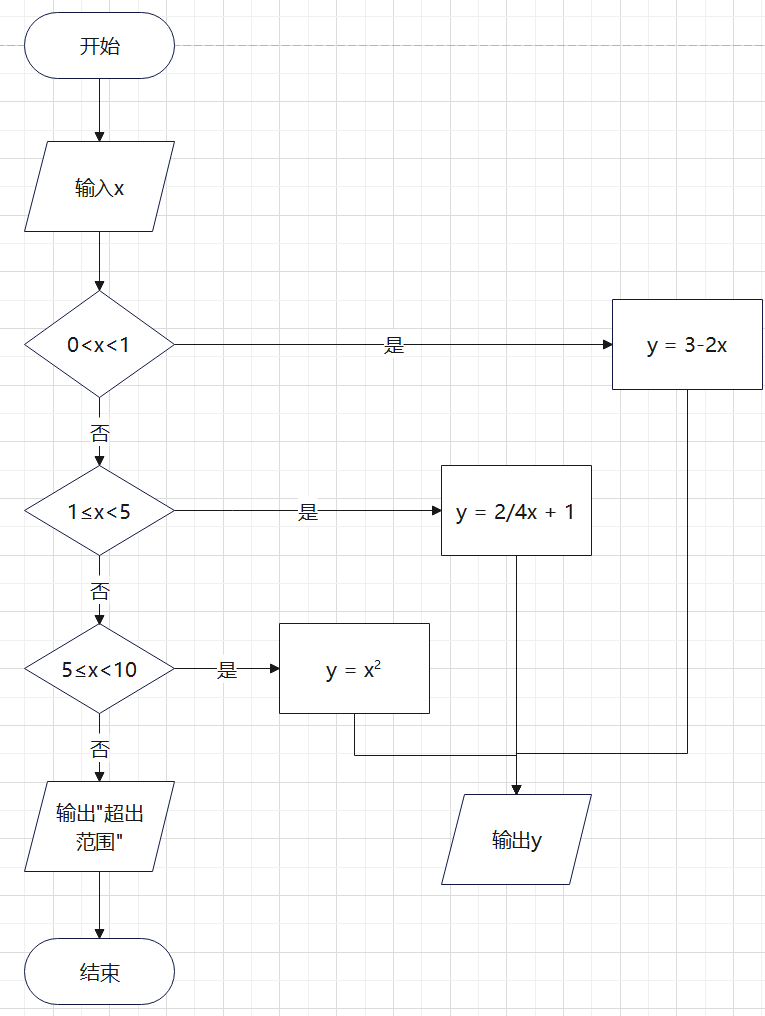 开始
输入x
0<x<1
是
y = 3-2x
否
1≤x<5
是
y = 2/4x + 1
否
5≤x<10
是
y = x²
否
输出"超出
范围"
输出y
结束